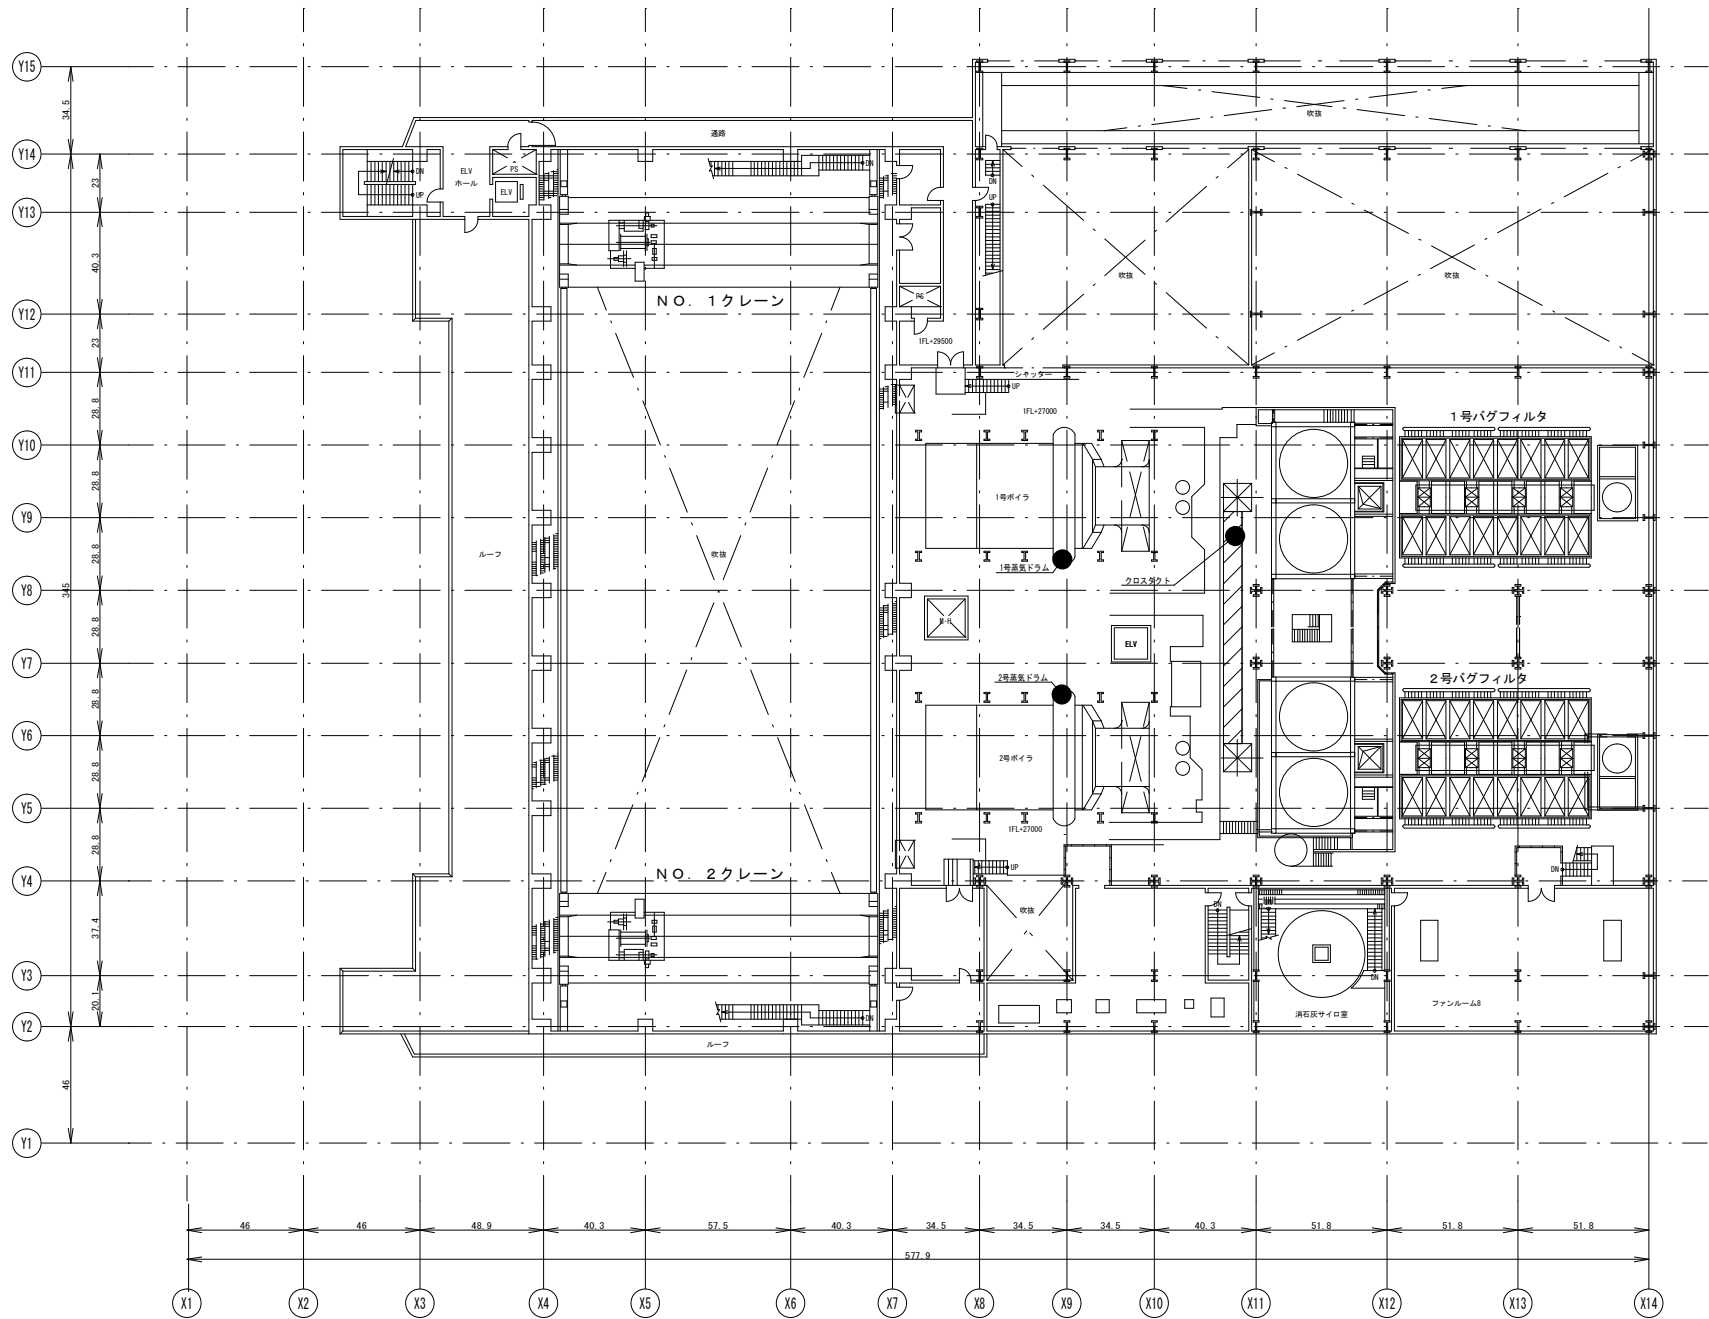 Y15
34.5
通路
吹抜
Y14
ELV
ホール
PS
DN
DN
DN
ELV
UP
23
UP
Y13
40.3
吹抜
吹抜
NO. 1クレーン
PS
Y12
1FL+29500
23
Y11
シャッター
UP
28.8
1FL+27000
1号バグフィルタ
Y10
28.8
1号ボイラ
Y9
28.8
ルーフ
吹抜
1号蒸気ドラム
クロスダクト
Y8
345
M·H
28.8
ELV
Y7
2号蒸気ドラム
2号バグフィルタ
28.8
Y6
28.8
2号ボイラ
Y5
1FL+27000
28.8
NO. 2クレーン
UP
DN
Y4
37.4
吹抜
DN
DN
Y3
DN
20.1
ファンルーム8
消石灰サイロ室
DN
Y2
ルーフ
46
Y1
46
46
48.9
40.3
57.5
40.3
34.5
34.5
34.5
40.3
51.8
51.8
51.8
577.9
X1
X2
X3
X4
X5
X6
X7
X8
X9
X10
X11
X12
X13
X14